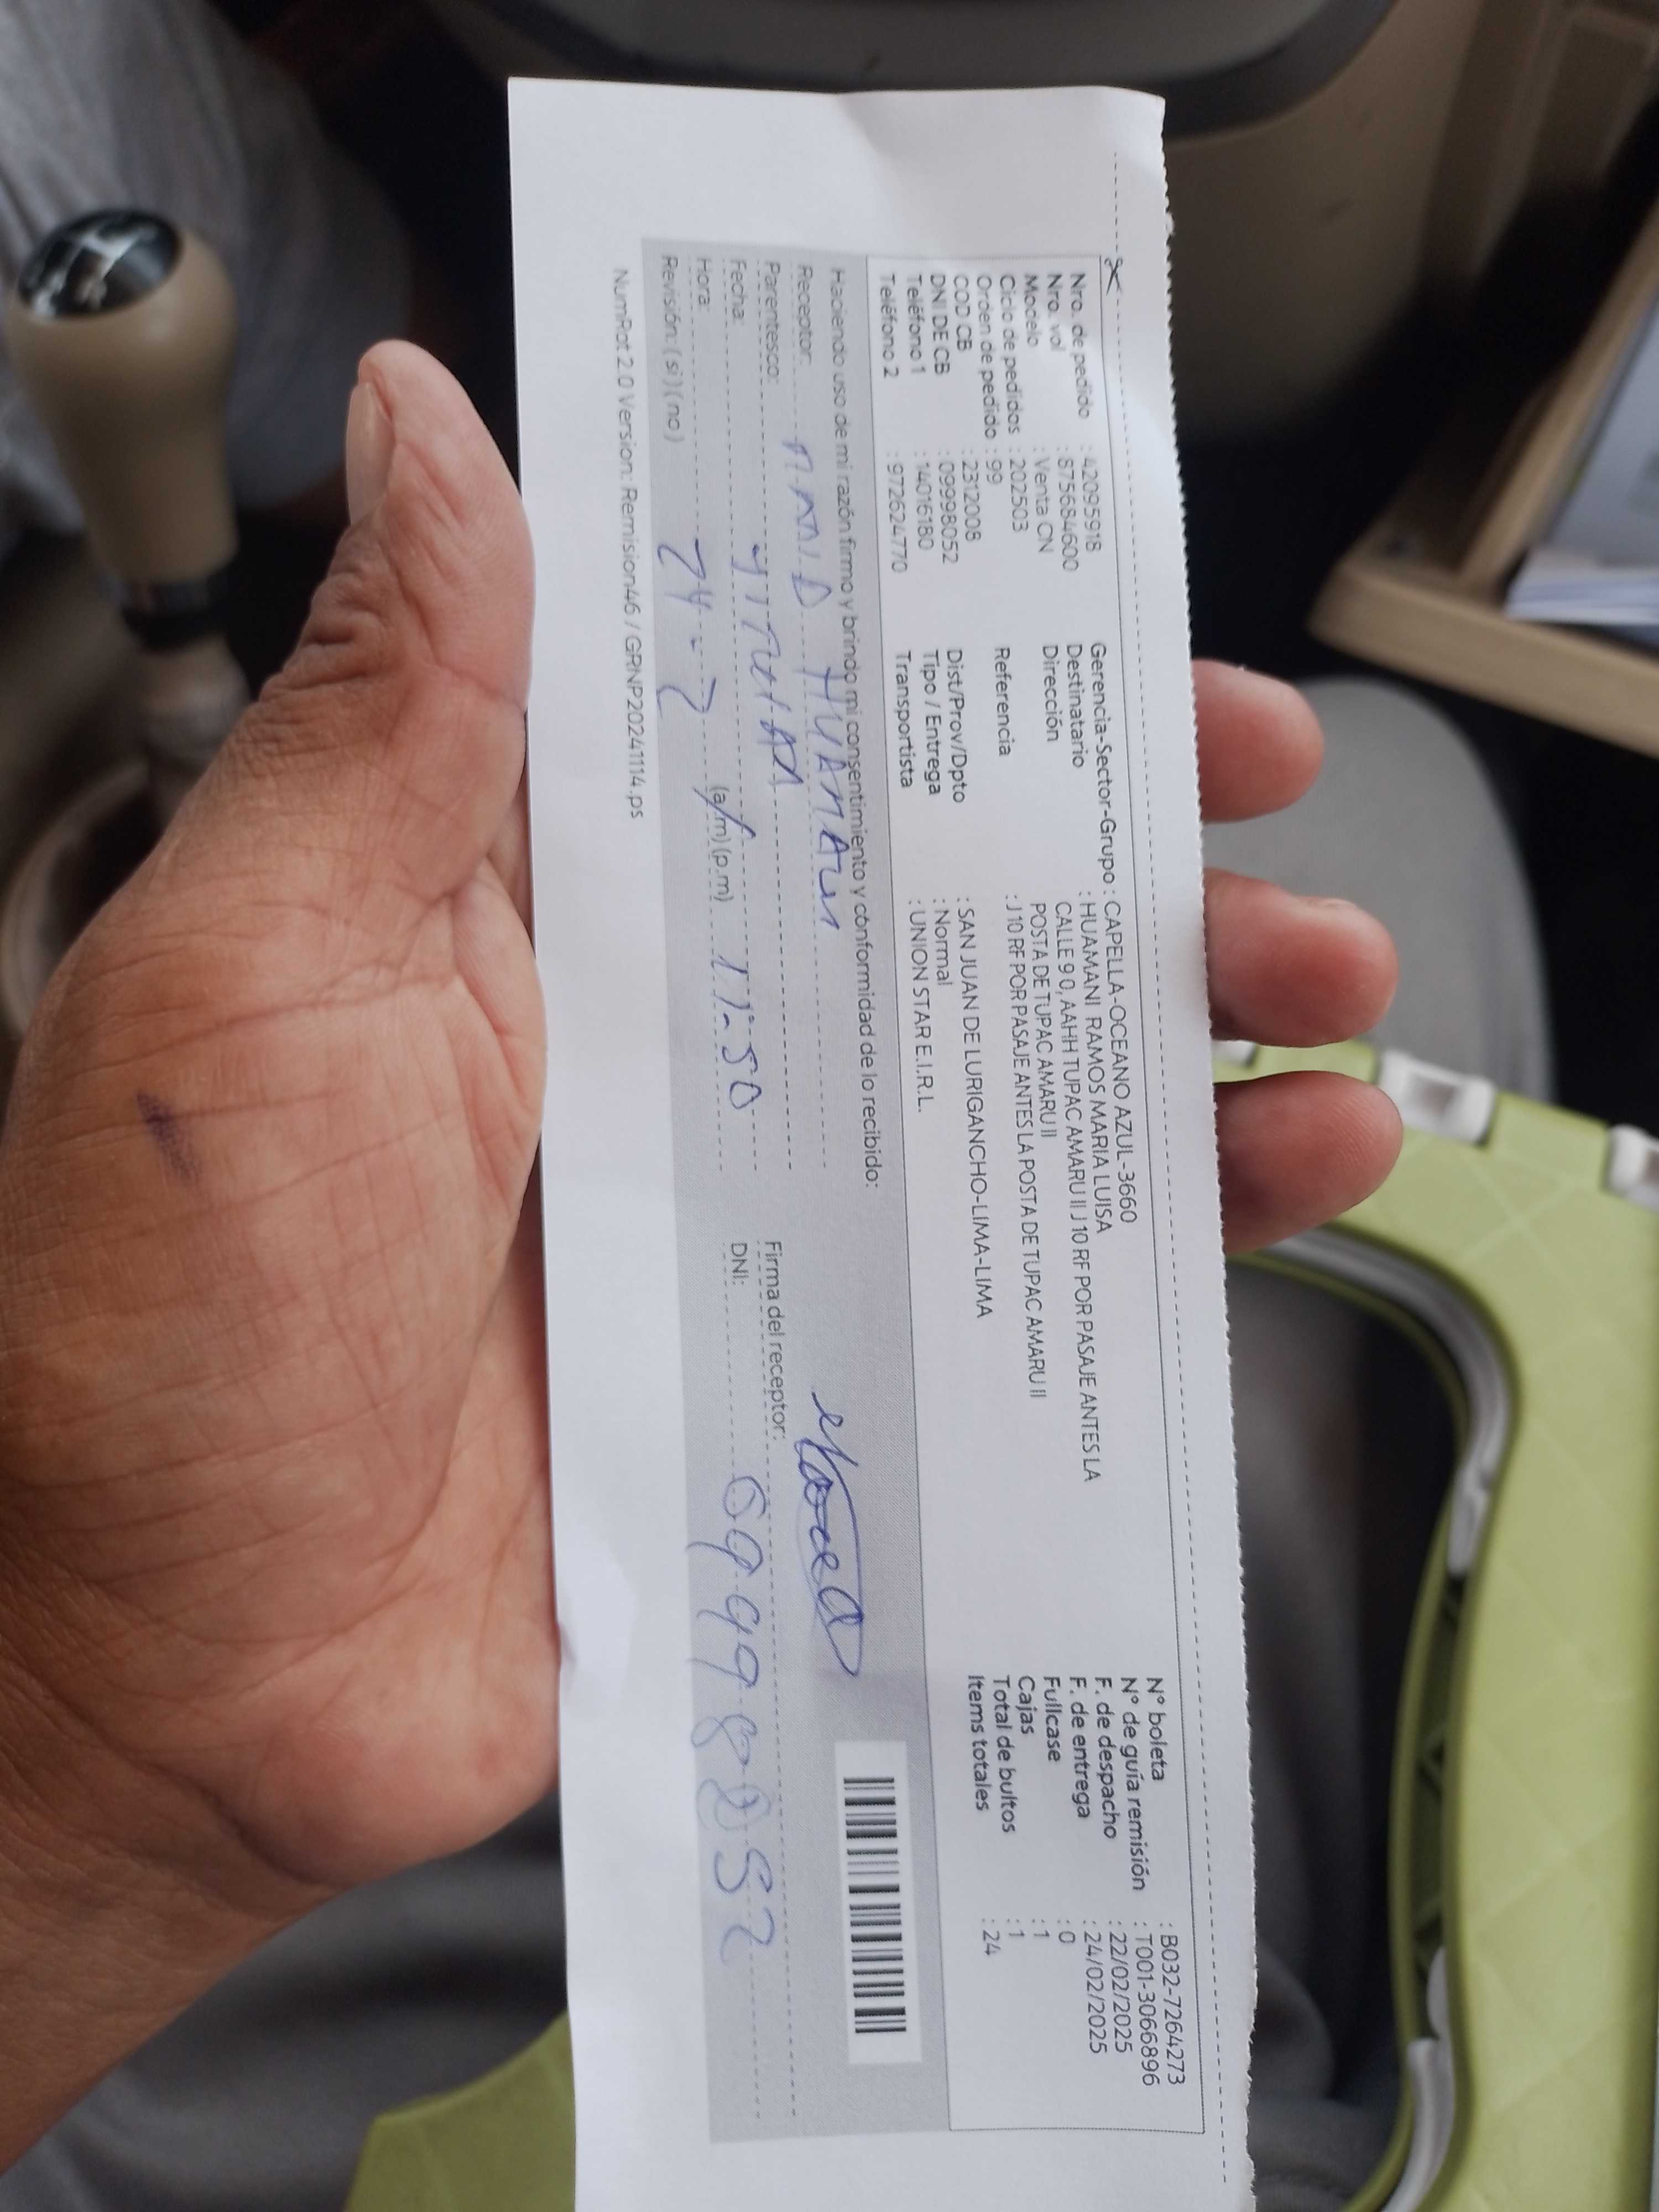 Nro. de pedido : 42095918
Nro. vol : 875684600
Modelo : Venta CN
Ciclo de pedidos : 202503
Orden de pedido : 99
COD CB : 2312008
DNI DE CB : 09998052
Teléfono 1 : 14016180
Teléfono 2 : 972624770
Gerencia-Sector-Grupo : CAPELLA-OCEANO AZUL-3660
Destinatario : HUAMANI RAMOS MARIA LUISA
Dirección CALLE 9 0, AAHH TUPAC AMARU II J 10 RF POR PASAJE ANTES LA
POSTA DE TUPAC AMARU II
Referencia : J 10 RF POR PASAJE ANTES LA POSTA DE TUPAC AMARU II
Dist/Prov/Dpto : SAN JUAN DE LURIGANCHO-LIMA-LIMA
Tipo / Entrega : Normal
Transportista : UNION STAR E.I.R.L.
N° boleta : B032-7264273
N° de guía remisión : T001-3066896
F. de despacho : 22/02/2025
F. de entrega : 24/02/2025
Fullcase : 0
Cajas : 1
Total de bultos : 1
Items totales : 24
Haciendo uso de mi razón firmo y brindo mi consentimiento y conformidad de lo recibido:
Receptor:
Parentesco:
Fecha: 24-2
Hora: (a.m) (p.m) 12:50
Revisión: ( si ) ( no )
Firma del receptor:
DNI: 09998052
NumRot 2.0 Version: Remision46 / GRNP20241114.ps